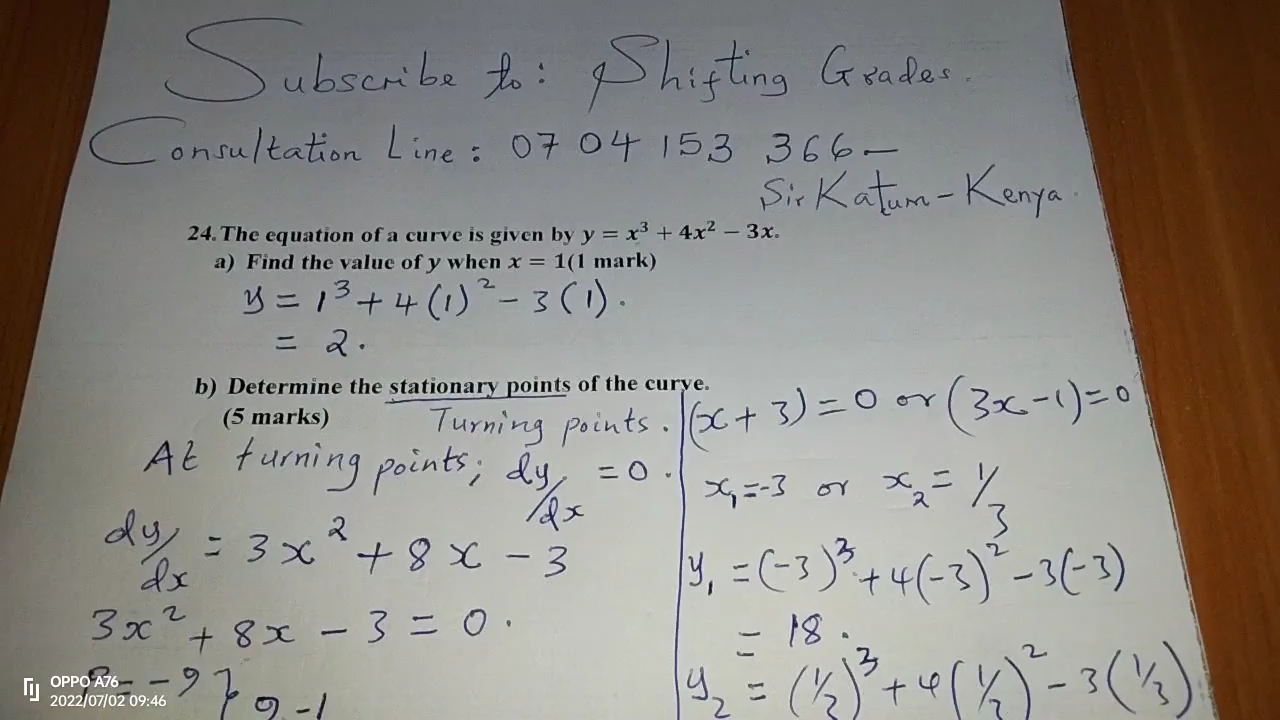 Subscribe to: Shifting Grades.
Consultation Line: 0704 153 366 –
Sir Katum - Kenya.
24. The equation of a curve is given by y = x³ + 4x² − 3x.
a) Find the value of y when x = 1(1 mark)
y = 1³ + 4(1)² - 3(1).
= 2.
b) Determine the stationary points of the curve.
(5 marks)
Turning points.
At turning points; dy/dx = 0.
dy/dx = 3x² + 8x - 3
3x² + 8x - 3 = 0.
P = -9
9 -1
(x + 3) = 0 or (3x - 1) = 0
x₁ = -3 or x₂ = 1/3
y₁ = (-3)³ + 4(-3)² - 3(-3)
= 18.
y₂ = (1/3)³ + 4(1/3)² - 3(1/3)
OPPO A76
2022/07/02 09:46